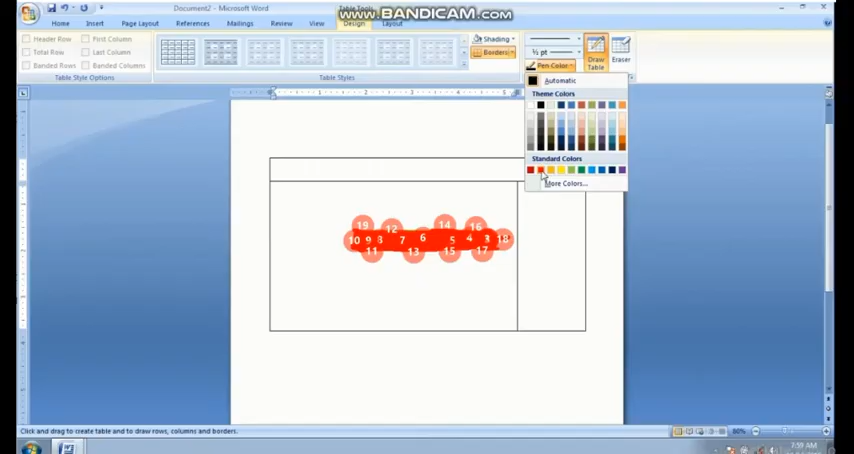 Document2 - Microsoft Word
Table Tools
www.BANDICAM.com
Home Insert Page Layout References Mailings Review View Design Layout
Header Row First Column
Total Row Last Column
Banded Rows Banded Columns
Table Style Options
Table Styles
Shading
Borders
½ pt
Pen Color
Draw Table
Eraser
Automatic
Theme Colors
Standard Colors
More Colors...
19 12 14 16
10 9 8 7 6 5 4 3 18
11 13 15 17
Click and drag to create table and to draw rows, columns and borders.
80%
7:59 AM